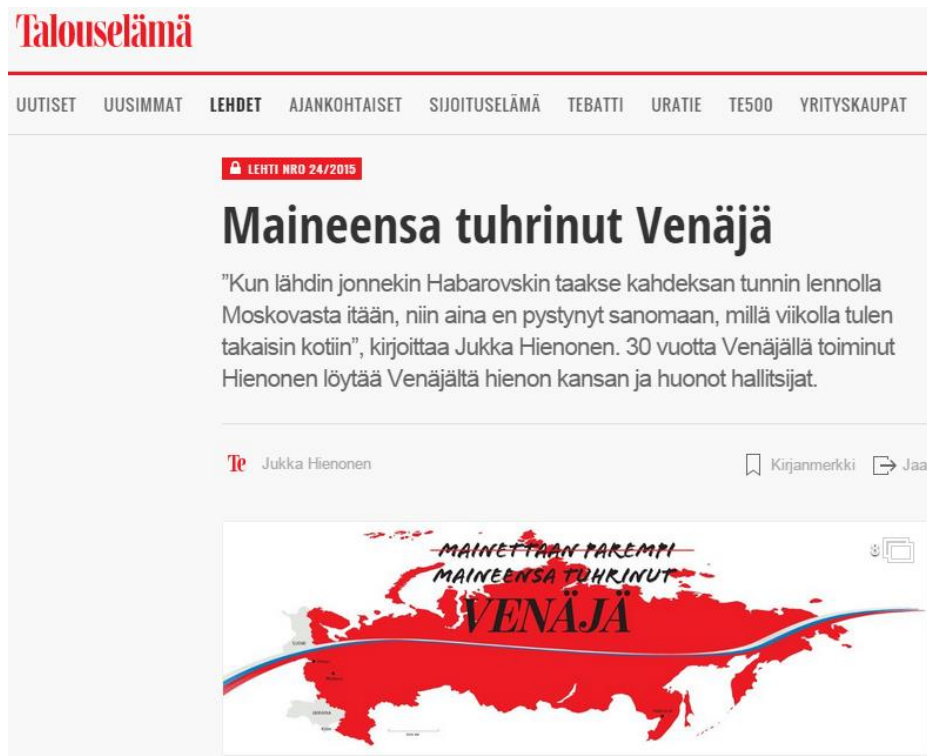 Talouselämä
UUTISET UUSIMMAT LEHDET AJANKOHTAISET SIJOITUSELÄMÄ TEBATTI URATIE TE500 YRITYSKAUPAT
LEHTI NRO 24/2015
Maineensa tuhrinut Venäjä
”Kun lähdin jonnekin Habarovskin taakse kahdeksan tunnin lennolla
Moskovasta itään, niin aina en pystynyt sanomaan, millä viikolla tulen
takaisin kotiin”, kirjoittaa Jukka Hienonen. 30 vuotta Venäjällä toiminut
Hienonen löytää Venäjältä hienon kansan ja huonot hallitsijat.
Te Jukka Hienonen
Kirjanmerkki Jaa
8
MAINETTAAN PAREMPI
MAINEENSA TUHRINUT
VENÄJÄ